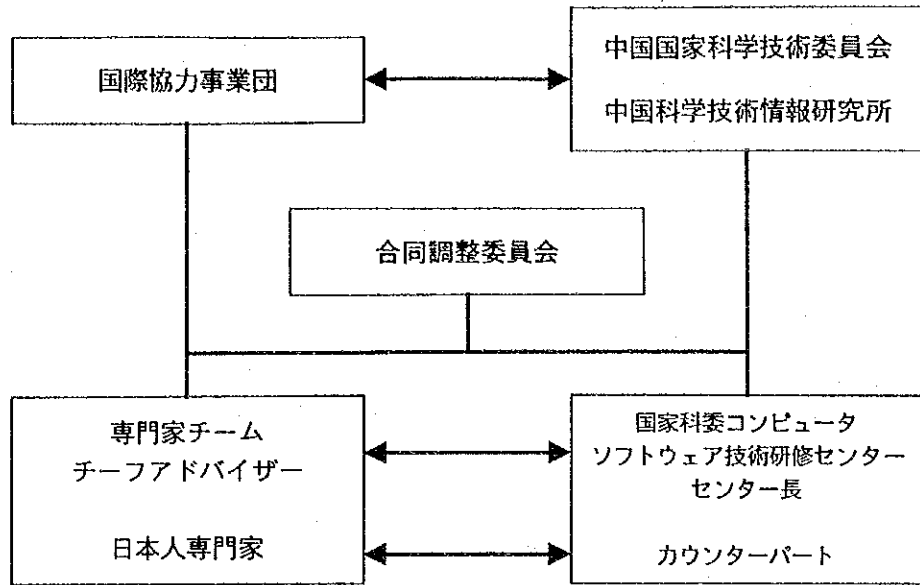 国際協力事業団
中国国家科学技術委員会
中国科学技術情報研究所
合同調整委員会
専門家チーム
チーフアドバイザー
日本人専門家
国家科委コンピュータ
ソフトウェア技術研修センター
センター長
カウンターパート